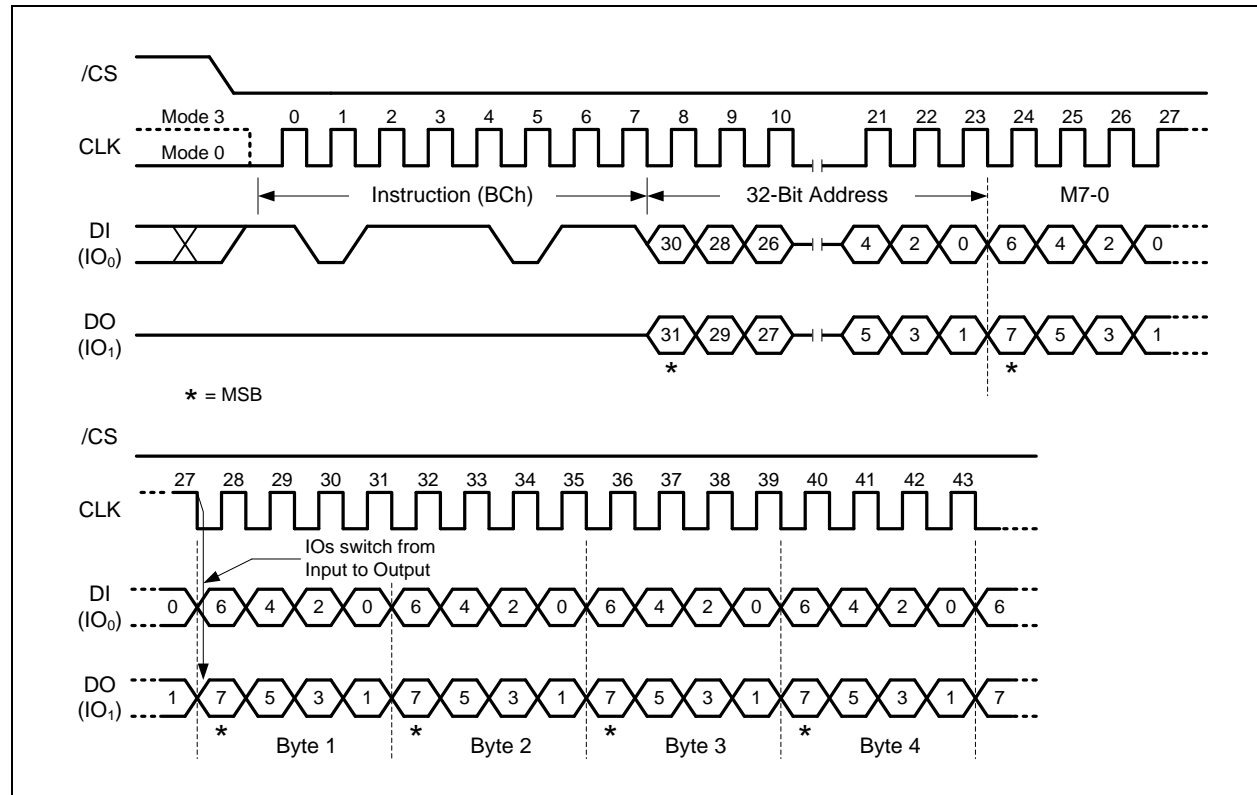 /CS
Mode 3
0 1 2 3 4 5 6 7 8 9 10 21 22 23 24 25 26 27
CLK
Mode 0
Instruction (BCh) 32-Bit Address M7-0
DI
(IO₀)
30 28 26 4 2 0 6 4 2 0
DO
(IO₁)
31 29 27 5 3 1 7 5 3 1
* *
* = MSB
/CS
27 28 29 30 31 32 33 34 35 36 37 38 39 40 41 42 43
CLK
IOs switch from
Input to Output
DI
(IO₀)
0 6 4 2 0 6 4 2 0 6 4 2 0 6 4 2 0 6
DO
(IO₁)
1 7 5 3 1 7 5 3 1 7 5 3 1 7 5 3 1 7
* * * *
Byte 1 Byte 2 Byte 3 Byte 4